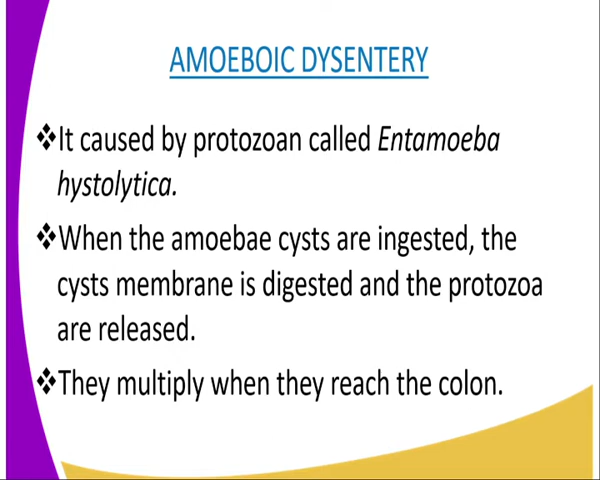 AMOEBOIC DYSENTERY
❖It caused by protozoan called Entamoeba
hystolytica.
❖When the amoebae cysts are ingested, the
cysts membrane is digested and the protozoa
are released.
❖They multiply when they reach the colon.